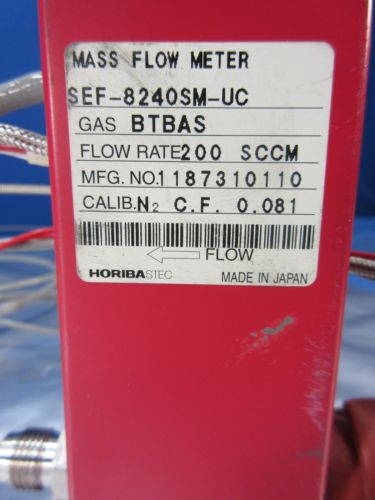 MASS FLOW METER
SEF-8240SM-UC
GAS BTBAS
FLOW RATE 200 SCCM
MFG. NO. 1187310110
CALIB. N₂ C.F. 0.081
FLOW
HORIBASTEC MADE IN JAPAN